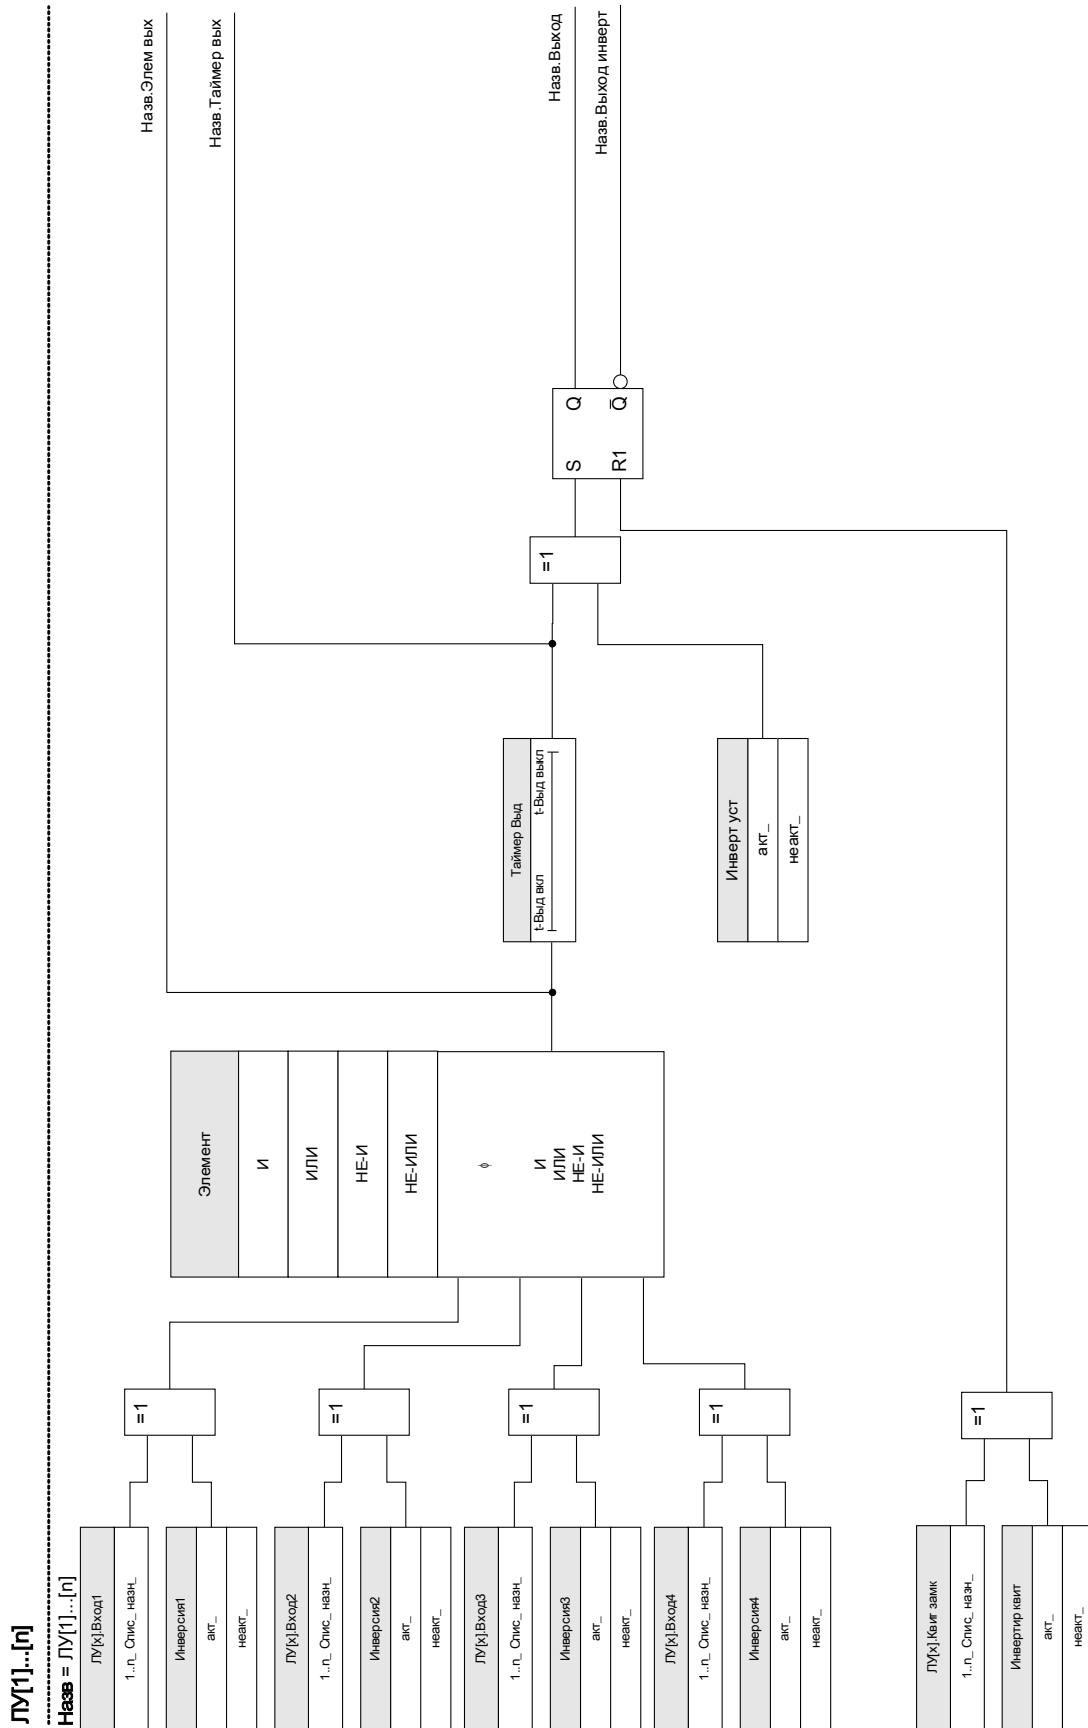 ЛУ[1]...[n]
Назв = ЛУ[1]...[n]
ЛУ[x].Вход1
1..n_ Спис_ назн_
Инверсия1
акт_
неакт_
ЛУ[x].Вход2
1..n_ Спис_ назн_
Инверсия2
акт_
неакт_
ЛУ[x].Вход3
1..n_ Спис_ назн_
Инверсия3
акт_
неакт_
ЛУ[x].Вход4
1..n_ Спис_ назн_
Инверсия4
акт_
неакт_
ЛУ[x].Квит замк
1..n_ Спис_ назн_
Инвертир квит
акт_
неакт_
=1
=1
=1
=1
=1
Элемент
И
ИЛИ
НЕ-И
НЕ-ИЛИ
ϕ
И
ИЛИ
НЕ-И
НЕ-ИЛИ
Таймер Выд
t-Выд вкл
t-Выд выкл
Инверт уст
акт_
неакт_
=1
S
Q
R1
Q̅
Назв.Элем вых
Назв.Таймер вых
Назв.Выход
Назв.Выход инверт